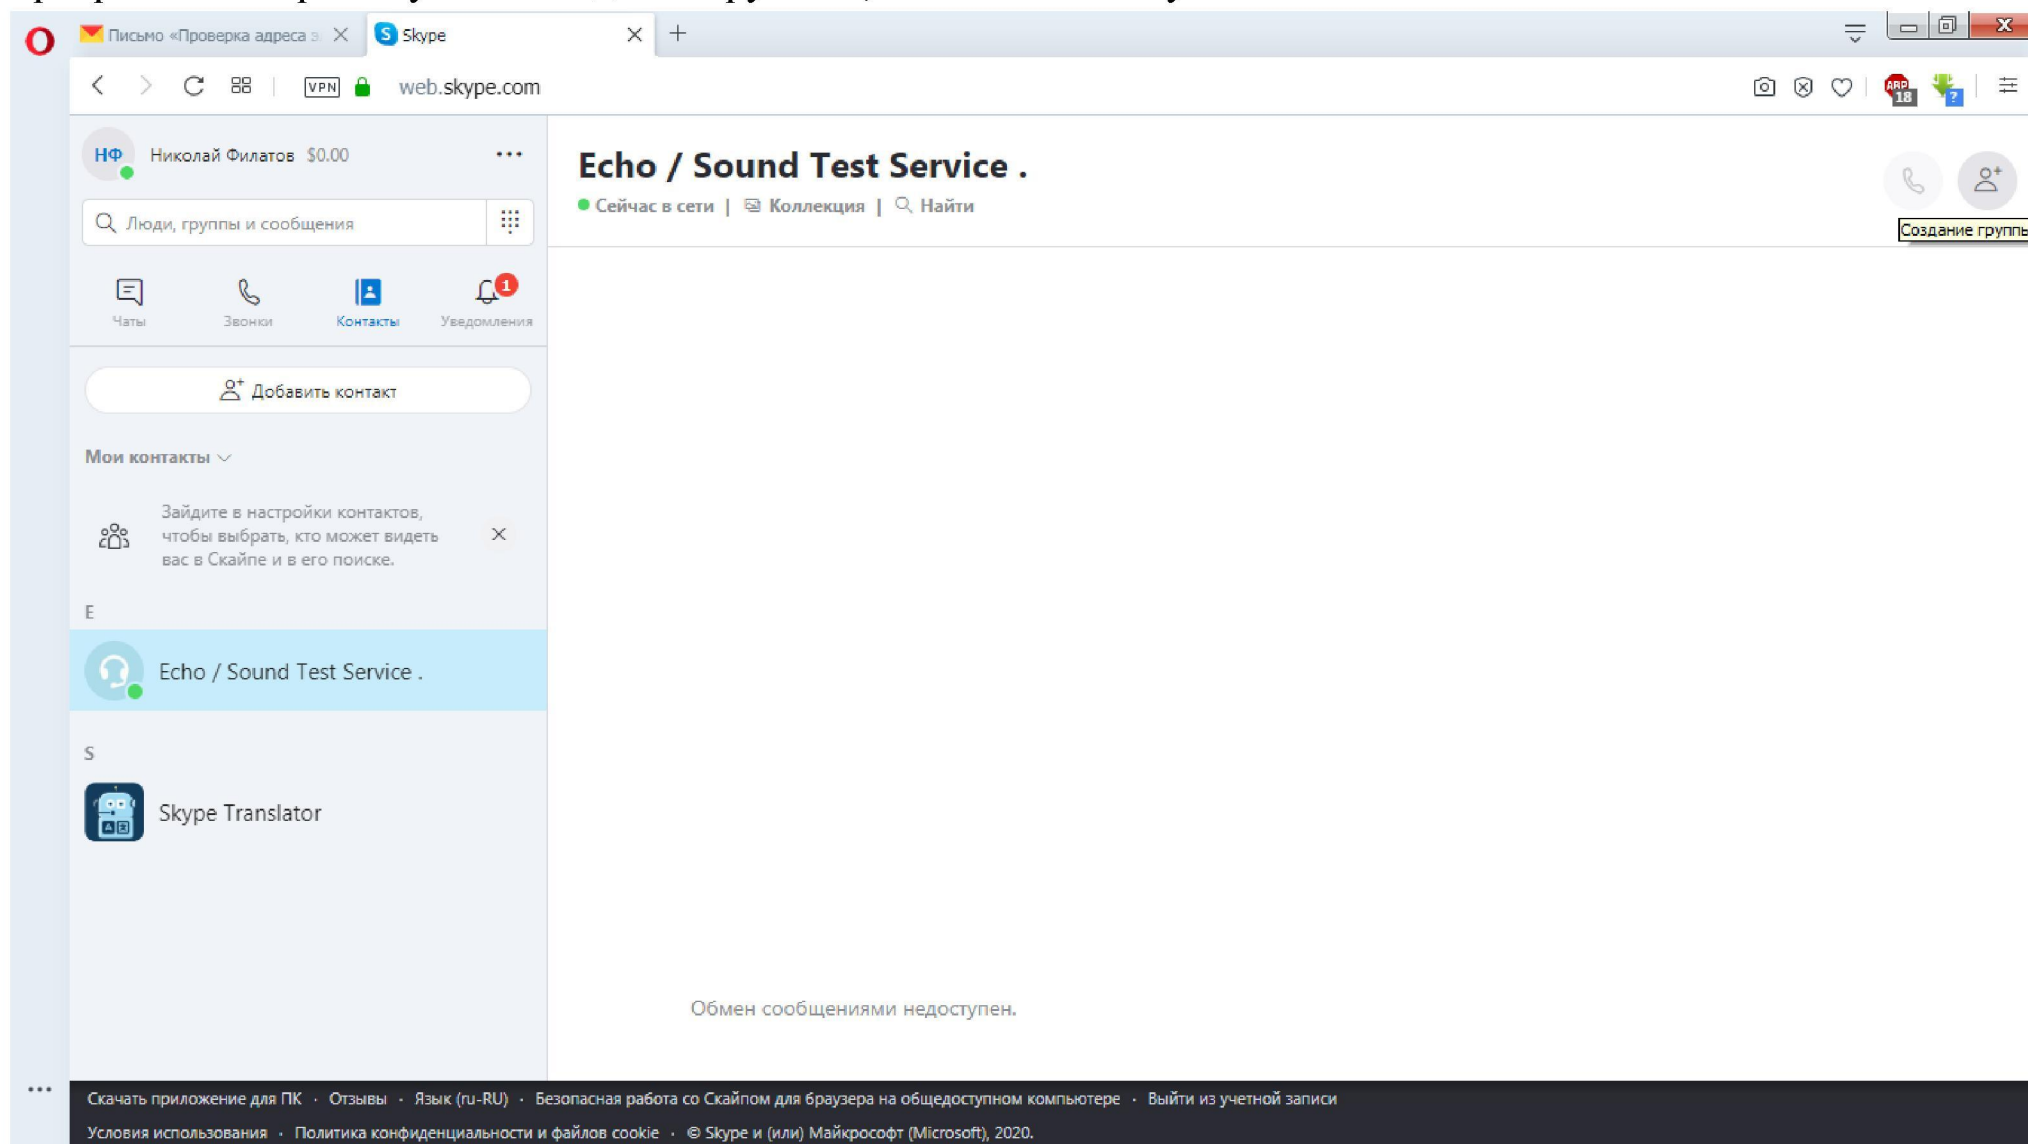 Письмо «Проверка адреса э
Skype
VPN
web.skype.com
ABP
18
?
НФ
Николай Филатов $0.00
Echo / Sound Test Service .
Сейчас в сети | Коллекция | Найти
Создание группы
Люди, группы и сообщения
1
Чаты
Звонки
Контакты
Уведомления
Добавить контакт
Мои контакты
Зайдите в настройки контактов,
чтобы выбрать, кто может видеть
вас в Скайпе и в его поиске.
E
Echo / Sound Test Service .
S
Skype Translator
Обмен сообщениями недоступен.
Скачать приложение для ПК · Отзывы · Язык (ru-RU) · Безопасная работа со Скайпом для браузера на общедоступном компьютере · Выйти из учетной записи
Условия использования · Политика конфиденциальности и файлов cookie · © Skype и (или) Майкрософт (Microsoft), 2020.